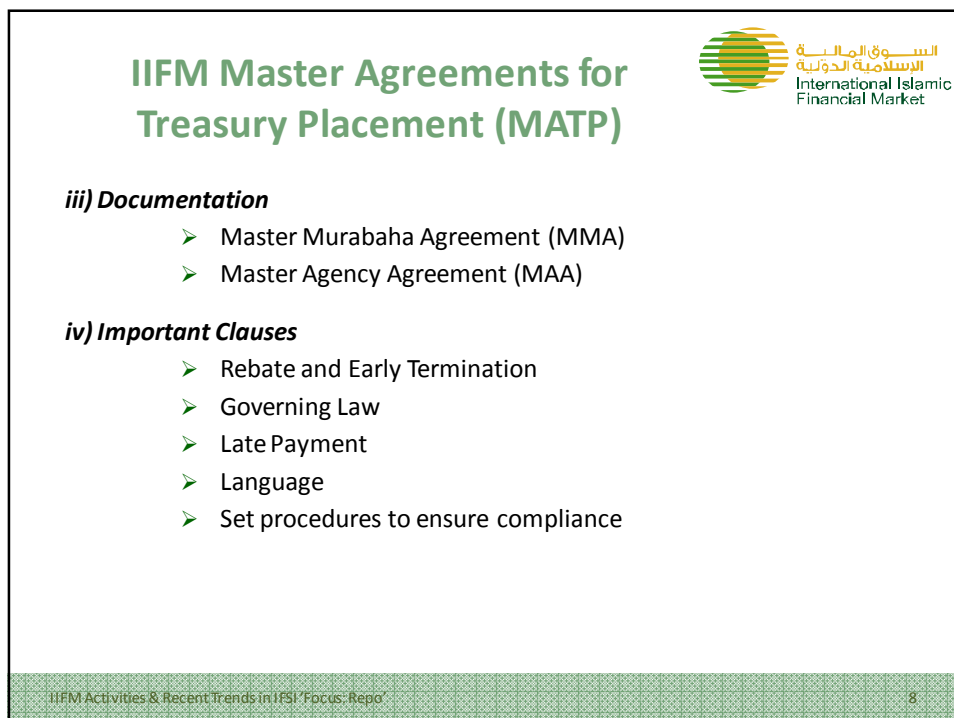 IIFM Master Agreements for
Treasury Placement (MATP)
الســـوق الماليـــة
الإسلامية الدولية
International Islamic
Financial Market
iii) Documentation
➢ Master Murabaha Agreement (MMA)
➢ Master Agency Agreement (MAA)
iv) Important Clauses
➢ Rebate and Early Termination
➢ Governing Law
➢ Late Payment
➢ Language
➢ Set procedures to ensure compliance
IIFM Activities & Recent Trends in IFSI 'Focus: Repo' 8